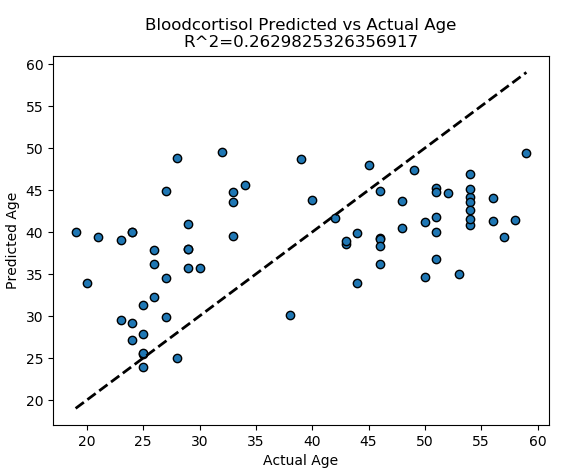 Bloodcortisol Predicted vs Actual Age
R^2=0.2629825326356917
60
55
50
45
40
35
30
25
20
Predicted Age
20 25 30 35 40 45 50 55 60
Actual Age